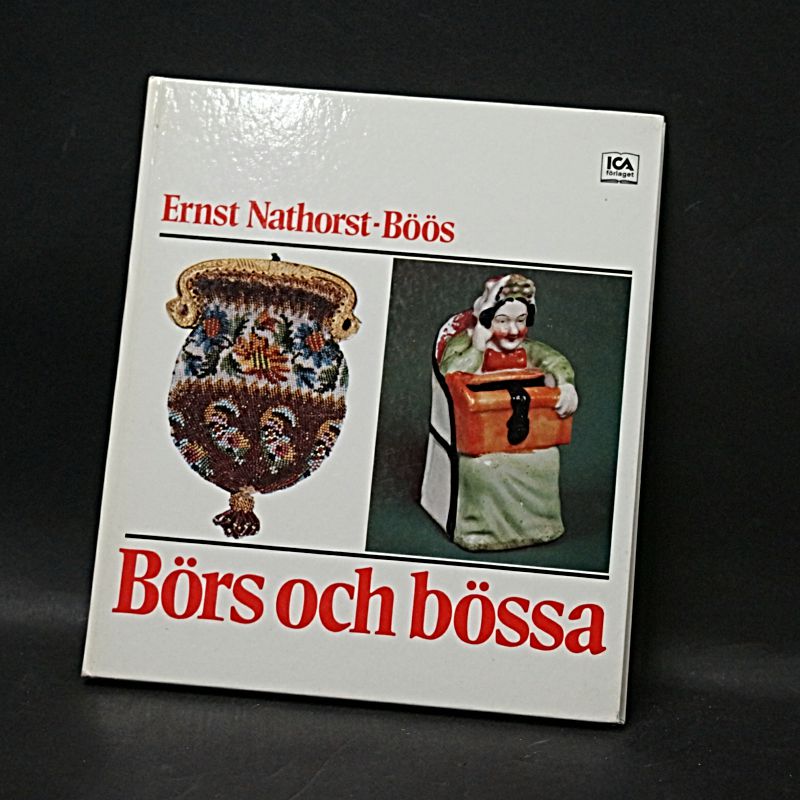 ICA
förlaget
Ernst Nathorst-Böös
Börs och bössa